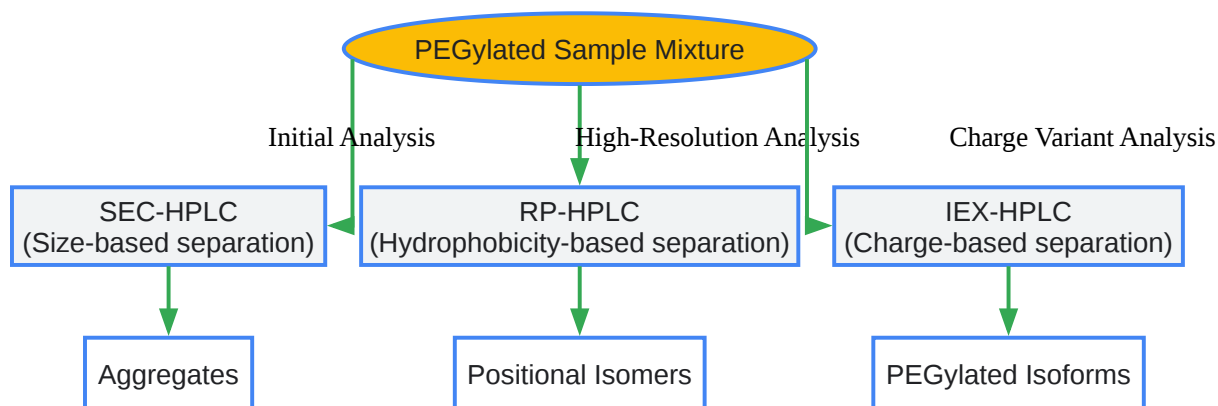 PEGylated Sample Mixture
Initial Analysis
High-Resolution Analysis
Charge Variant Analysis
SEC-HPLC
(Size-based separation)
RP-HPLC
(Hydrophobicity-based separation)
IEX-HPLC
(Charge-based separation)
Aggregates
Positional Isomers
PEGylated Isoforms